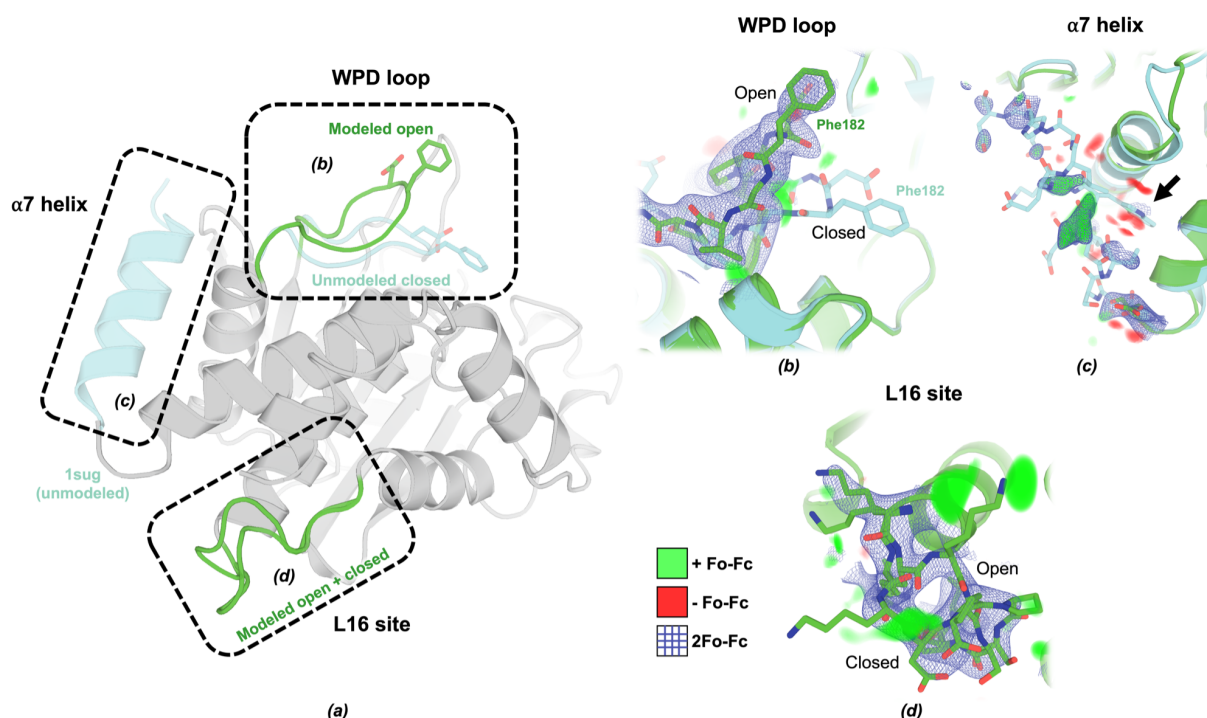 WPD loop
Modeled open
(b)
α7 helix
Unmodeled closed
(c)
1sug
(unmodeled)
(d)
Modeled open + closed
L16 site
(a)
WPD loop
Open
Phe182
Phe182
Closed
(b)
α7 helix
(c)
L16 site
+ Fo-Fc
- Fo-Fc
2Fo-Fc
Open
Closed
(d)